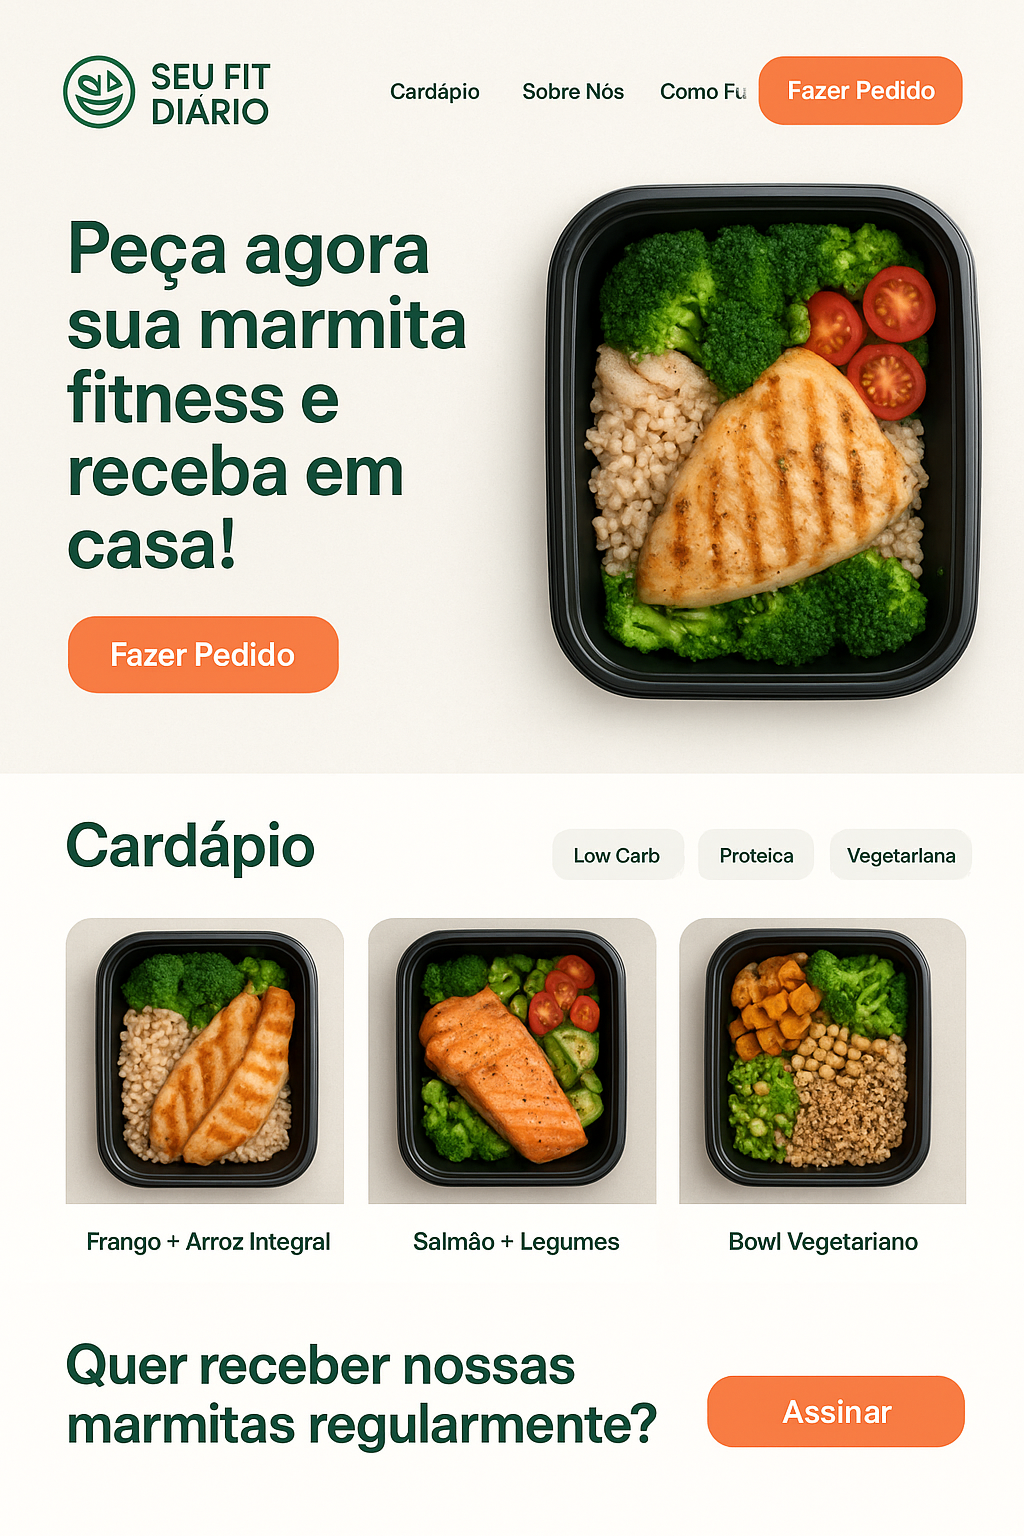 SEU FIT
DIÁRIO
Cardápio
Sobre Nós
Como Fu
Fazer Pedido
Peça agora
sua marmita
fitness e
receba em
casa!
Fazer Pedido
Cardápio
Low Carb
Proteica
Vegetarlana
Frango + Arroz Integral
Salmâo + Legumes
Bowl Vegetariano
Quer receber nossas
marmitas regularmente?
Assinar